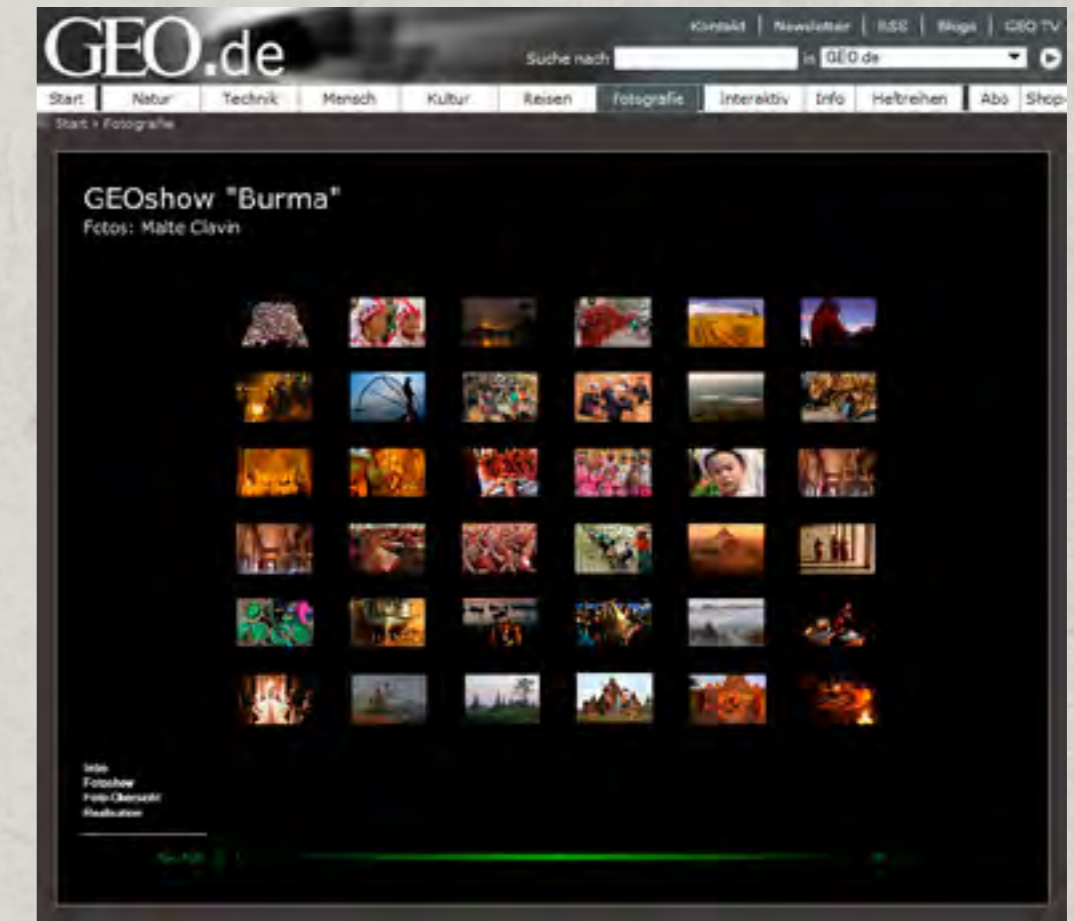 GEO.de
Kontakt | Newsletter | RSS | Blogs | GEO TV
Suche nach in GEO.de
Start Natur Technik Mensch Kultur Reisen Fotografie Interaktiv Info Heftreihen Abo Shop
Start > Fotografie
GEOshow "Burma"
Fotos: Malte Clavin
Intro
Fotoshow
Foto-Übersicht
Realisation